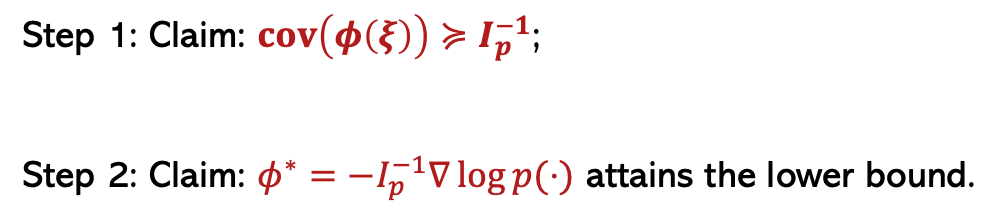 Step 1: Claim: cov(ϕ(ξ)) ≽ I_p^{-1};
Step 2: Claim: ϕ* = −I_p^{-1}∇ log p(·) attains the lower bound.